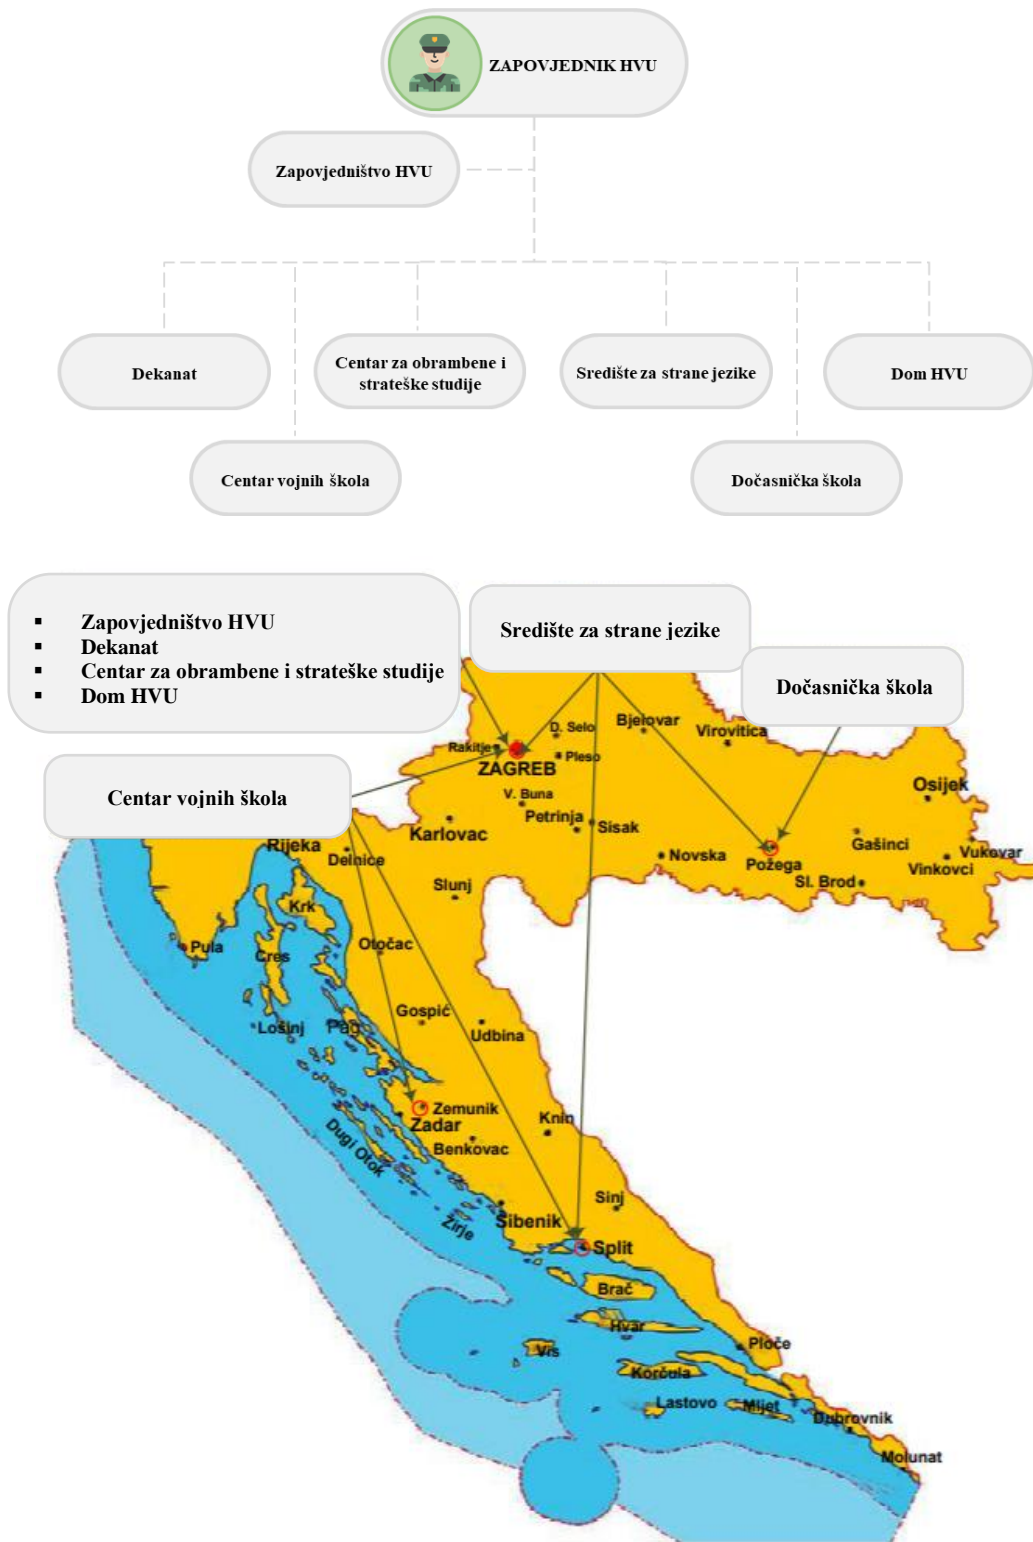 ZAPOVJEDNIK HVU
Zapovjedništvo HVU
Dekanat
Centar za obrambene i
strateške studije
Središte za strane jezike
Dom HVU
Centar vojnih škola
Dočasnička škola
▪ Zapovjedništvo HVU
▪ Dekanat
▪ Centar za obrambene i strateške studije
▪ Dom HVU
Središte za strane jezike
Dočasnička škola
Centar vojnih škola
D. Selo
Bjelovar
Virovitica
Rakitje
Pleso
ZAGREB
Osijek
V. Buna
Petrinja
Sisak
Karlovac
Rijeka
Delnice
Novska
Požega
Gašinci
Vukovar
Vinkovci
Sl. Brod
Slunj
Krk
Pula
Cres
Otočac
Gospić
Lošinj
Pag
Udbina
Zemunik
Zadar
Knin
Benkovac
Dugi Otok
Sinj
Šibenik
Žirje
Split
Brač
Hvar
Vis
Ploče
Korčula
Lastovo
Mljet
Dubrovnik
Molunat